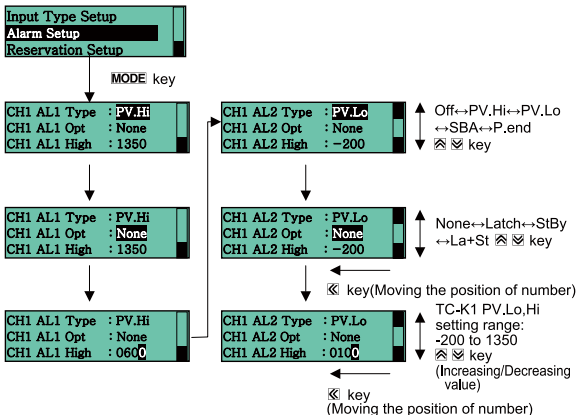 Input Type Setup
Alarm Setup
Reservation Setup
MODE key
CH1 AL1 Type : PV.Hi
CH1 AL1 Opt : None
CH1 AL1 High : 1350
CH1 AL1 Type : PV.Hi
CH1 AL1 Opt : None
CH1 AL1 High : 1350
CH1 AL1 Type : PV.Hi
CH1 AL1 Opt : None
CH1 AL1 High : 0600
CH1 AL2 Type : PV.Lo
CH1 AL2 Opt : None
CH1 AL2 High : −200
Off↔PV.Hi↔PV.Lo
↔SBA↔P.end
key
CH1 AL2 Type : PV.Lo
CH1 AL2 Opt : None
CH1 AL2 High : −200
None↔Latch↔StBy
↔La+St key
key(Moving the position of number)
CH1 AL2 Type : PV.Lo
CH1 AL2 Opt : None
CH1 AL2 High : 0100
TC-K1 PV.Lo,Hi
setting range:
-200 to 1350
key
(Increasing/Decreasing
value)
key
(Moving the position of number)